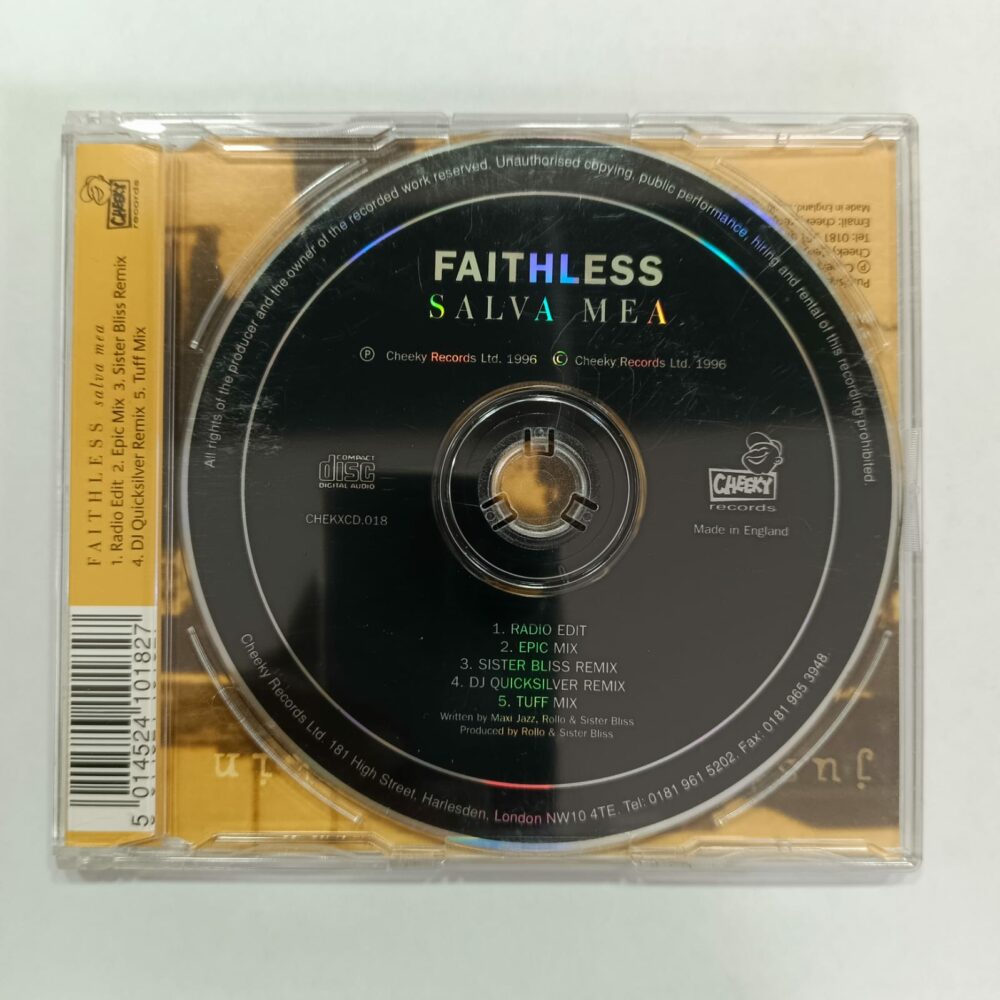 CHEEKY
records
FAITHLESS salva mea
1. Radio Edit 2. Epic Mix 3. Sister Bliss Remix
4. DJ Quicksilver Remix 5. Tuff Mix
5 014524 101827
All rights of the producer and the owner of the recorded work reserved. Unauthorised copying, public performance, hiring and rental of this recording prohibited.
FAITHLESS
SALVA MEA
℗ Cheeky Records Ltd. 1996 © Cheeky Records Ltd. 1996
COMPACT
disc
DIGITAL AUDIO
CHEKXCD.018
CHEEKY
records
Made in England
1. RADIO EDIT
2. EPIC MIX
3. SISTER BLISS REMIX
4. DJ QUICKSILVER REMIX
5. TUFF MIX
Written by Maxi Jazz, Rollo & Sister Bliss
Produced by Rollo & Sister Bliss
Cheeky Records Ltd. 181 High Street, Harlesden, London NW10 4TE. Tel: 0181 961 5202. Fax: 0181 965 3948.
Made in England
Email:
Tel: 0181